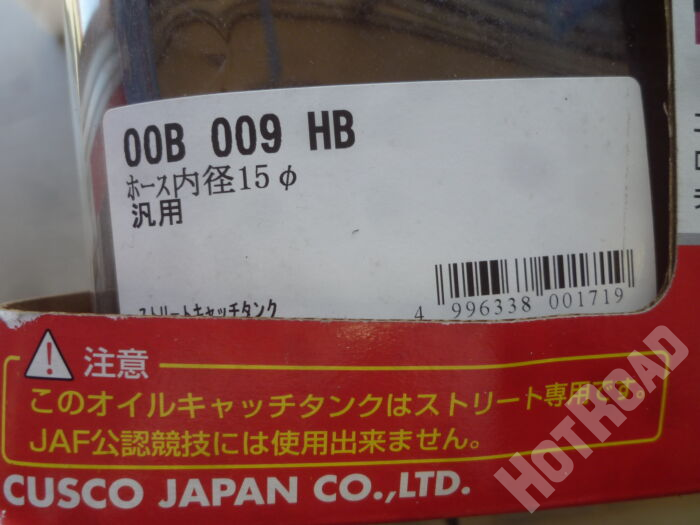 00B 009 HB
ホース内径15φ
汎用
ストリートキャッチタンク
4 996338 001719
注意
このオイルキャッチタンクはストリート専用です。
JAF公認競技には使用出来ません。
CUSCO JAPAN CO.,LTD.
HOTROAD